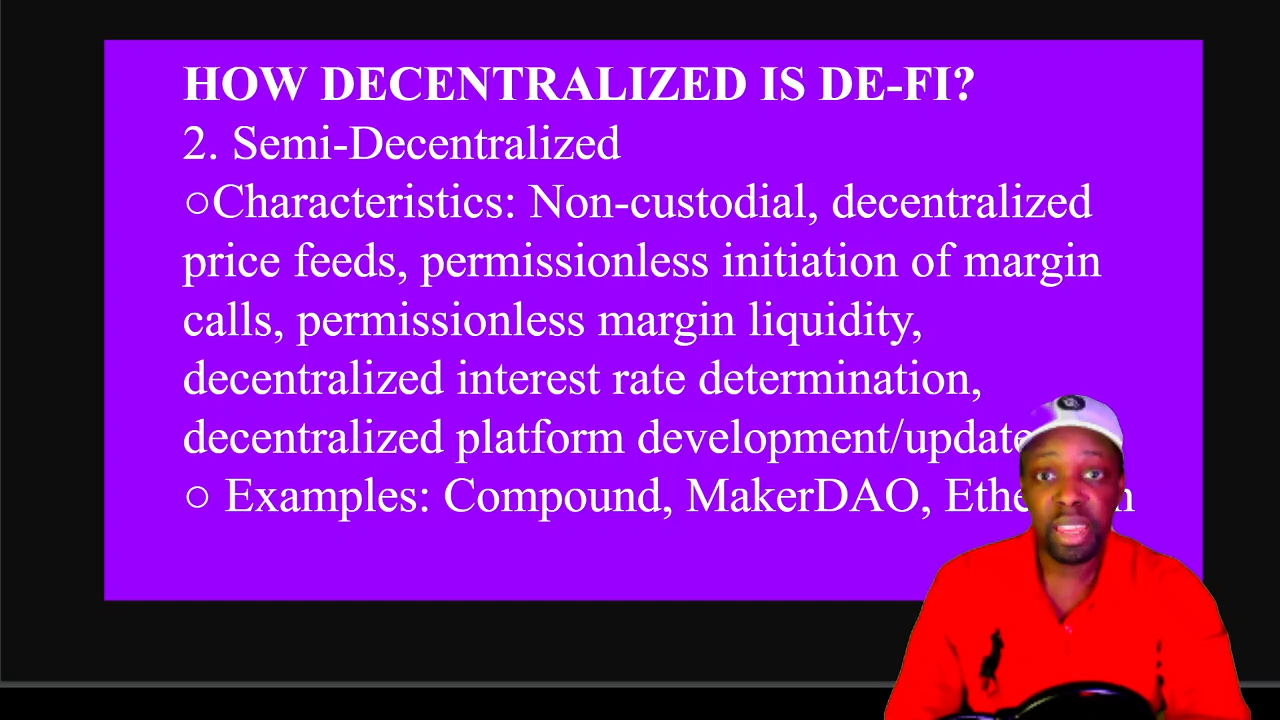 HOW DECENTRALIZED IS DE-FI?
2. Semi-Decentralized
○Characteristics: Non-custodial, decentralized
price feeds, permissionless initiation of margin
calls, permissionless margin liquidity,
decentralized interest rate determination,
decentralized platform development/update
○ Examples: Compound, MakerDAO,